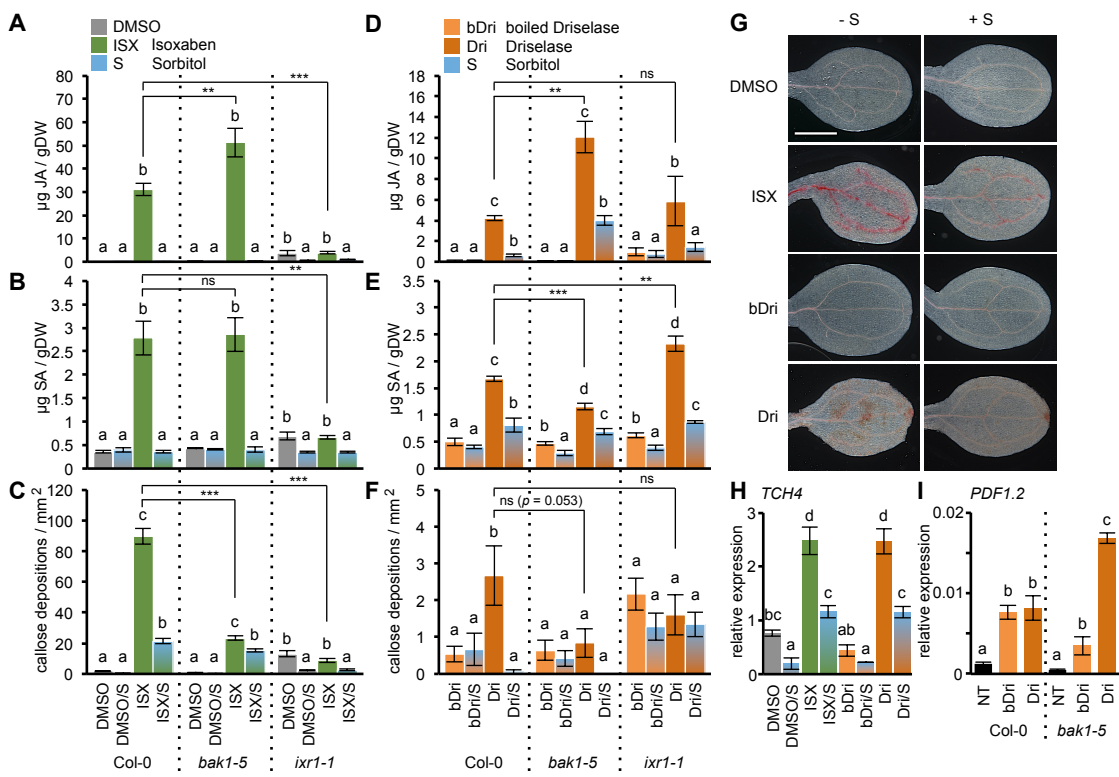 A
DMSO
ISX Isoxaben
S Sorbitol
µg JA / gDW
80
70
60
50
40
30
20
10
0
a a b a a a b a b a b a
** ***
B
µg SA / gDW
4
3.5
3
2.5
2
1.5
1
0.5
0
a a b a a a b a b a b a
ns **
C
callose depositions / mm2
120
100
80
60
40
20
0
a a c b a a c b b a b a
*** ***
DMSO DMSO/S ISX ISX/S DMSO DMSO/S ISX ISX/S DMSO DMSO/S ISX ISX/S
Col-0 bak1-5 ixr1-1
D
bDri boiled Driselase
Dri Driselase
S Sorbitol
µg JA / gDW
18
16
14
12
10
8
6
4
2
0
a a c b a a c b a a b a
** ns
E
µg SA / gDW
4
3.5
3
2.5
2
1.5
1
0.5
0
a a c b b a d c b a d c
*** **
F
callose depositions / mm2
5
4
3
2
1
0
a a b a a a a a a a a a
ns (p = 0.053) ns
bDri bDri/S Dri Dri/S bDri bDri/S Dri Dri/S bDri bDri/S Dri Dri/S
Col-0 bak1-5 ixr1-1
G
- S + S
DMSO
ISX
bDri
Dri
H TCH4
relative expression
3
2
1
0
bc a d c ab a d c
DMSO DMSO/S ISX ISX/S bDri bDri/S Dri Dri/S
I PDF1.2
relative expression
0.02
0.01
0
a b b a b c
NT bDri Dri NT bDri Dri
Col-0 bak1-5